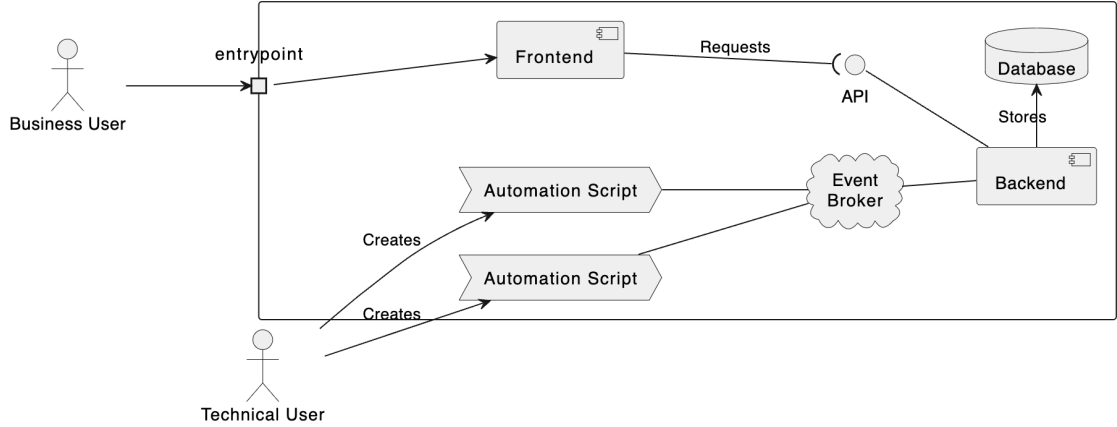 entrypoint
Frontend
Requests
API
Database
Stores
Business User
Backend
Automation Script
Event
Broker
Creates
Automation Script
Creates
Technical User